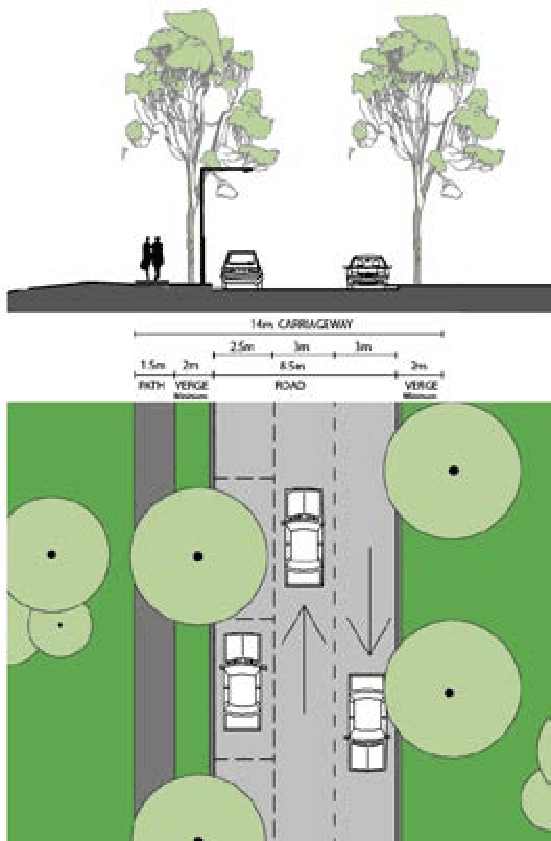 14m CARRIAGEWAY
2.5m 3m 3m
1.5m 2m 8.5m 2m
PATH VERGE ROAD VERGE
Minimum Minimum